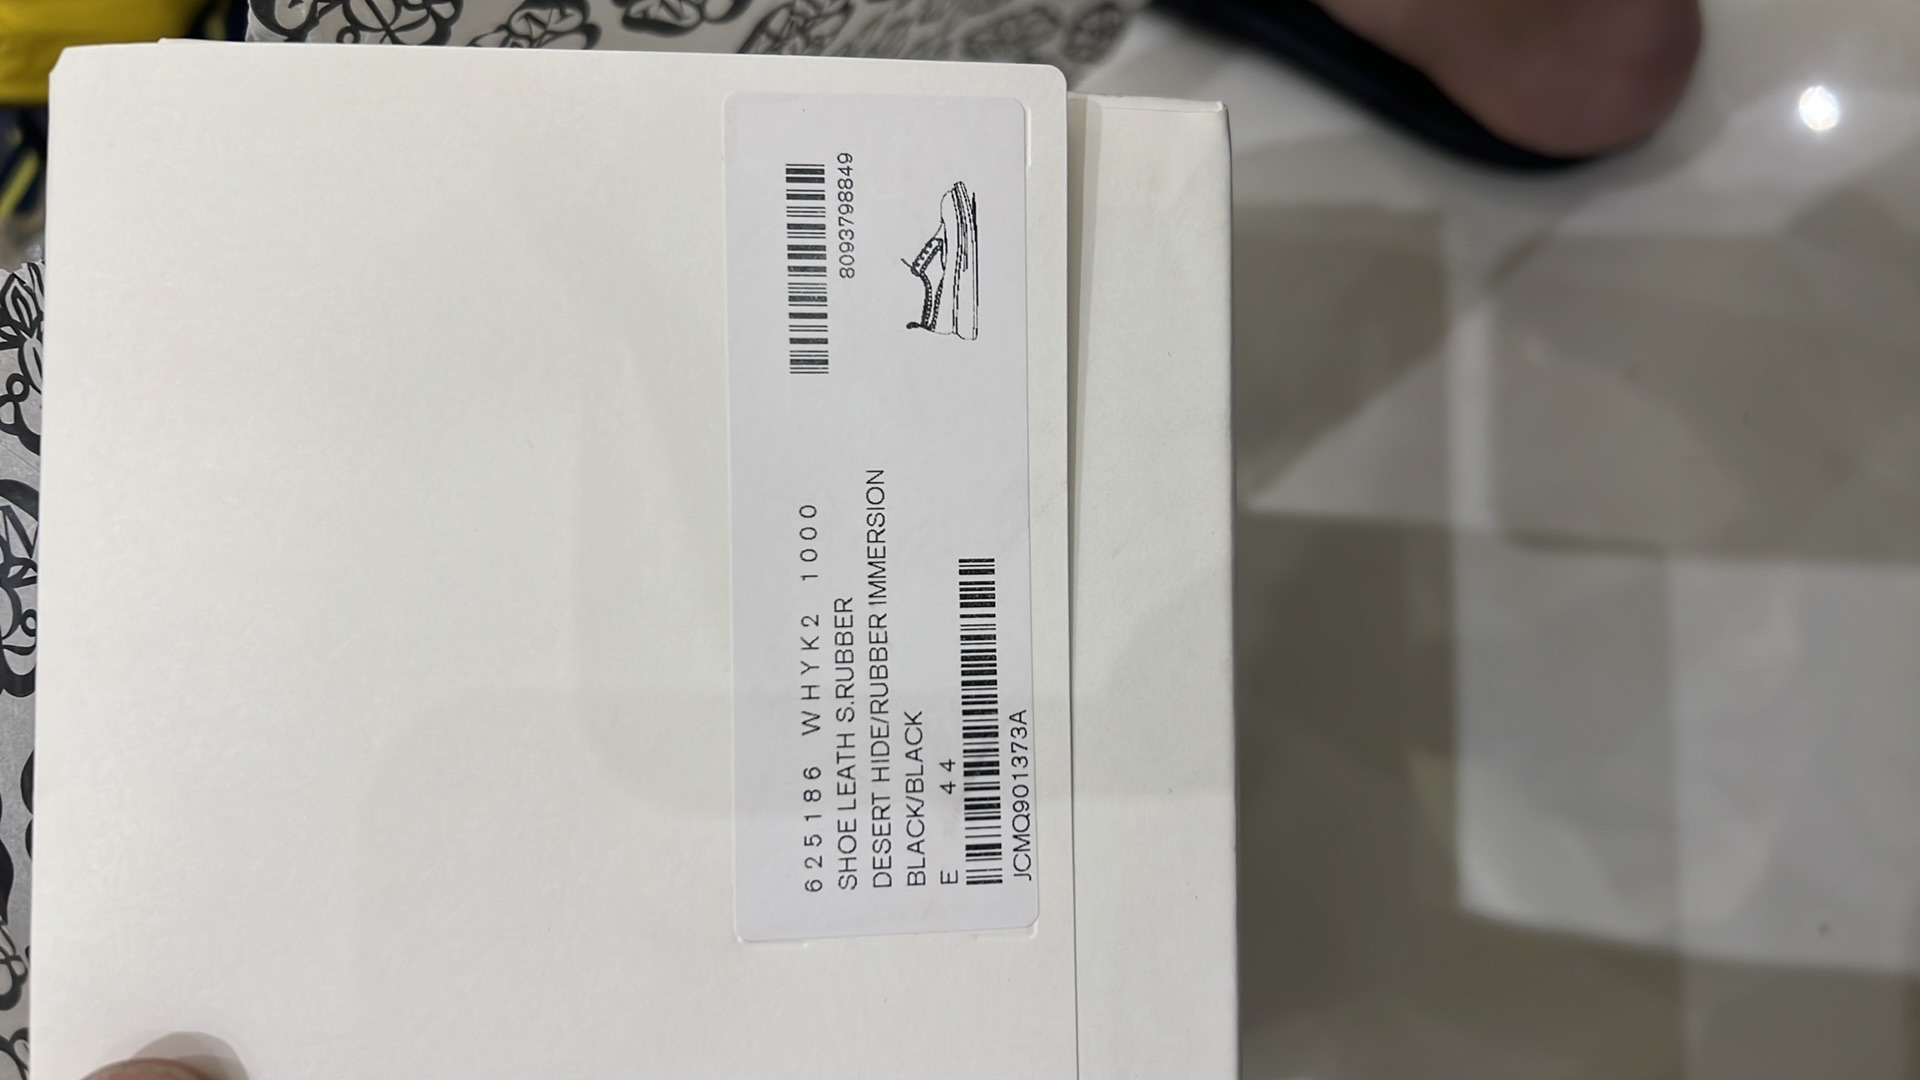 625186 WHYK2 1000
SHOE LEATH S.RUBBER
DESERT HIDE/RUBBER IMMERSION
BLACK/BLACK
E 44
JCMQ901373A
8093798849